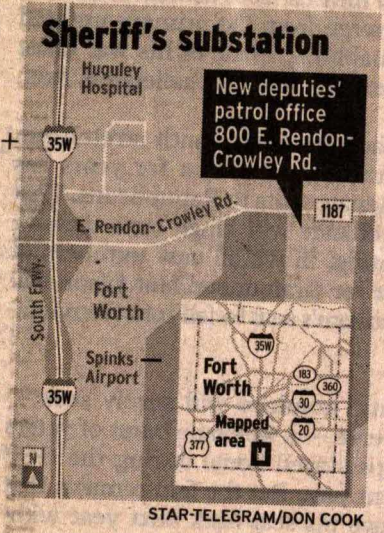 Sheriff's substation
Huguley
Hospital
New deputies'
patrol office
800 E. Rendon-
Crowley Rd.
35W
1187
E. Rendon-Crowley Rd.
South Frwy.
Fort
Worth
Spinks
Airport
35W
35W
Fort
Worth
183
360
30
20
Mapped
area
377
N
STAR-TELEGRAM/DON COOK